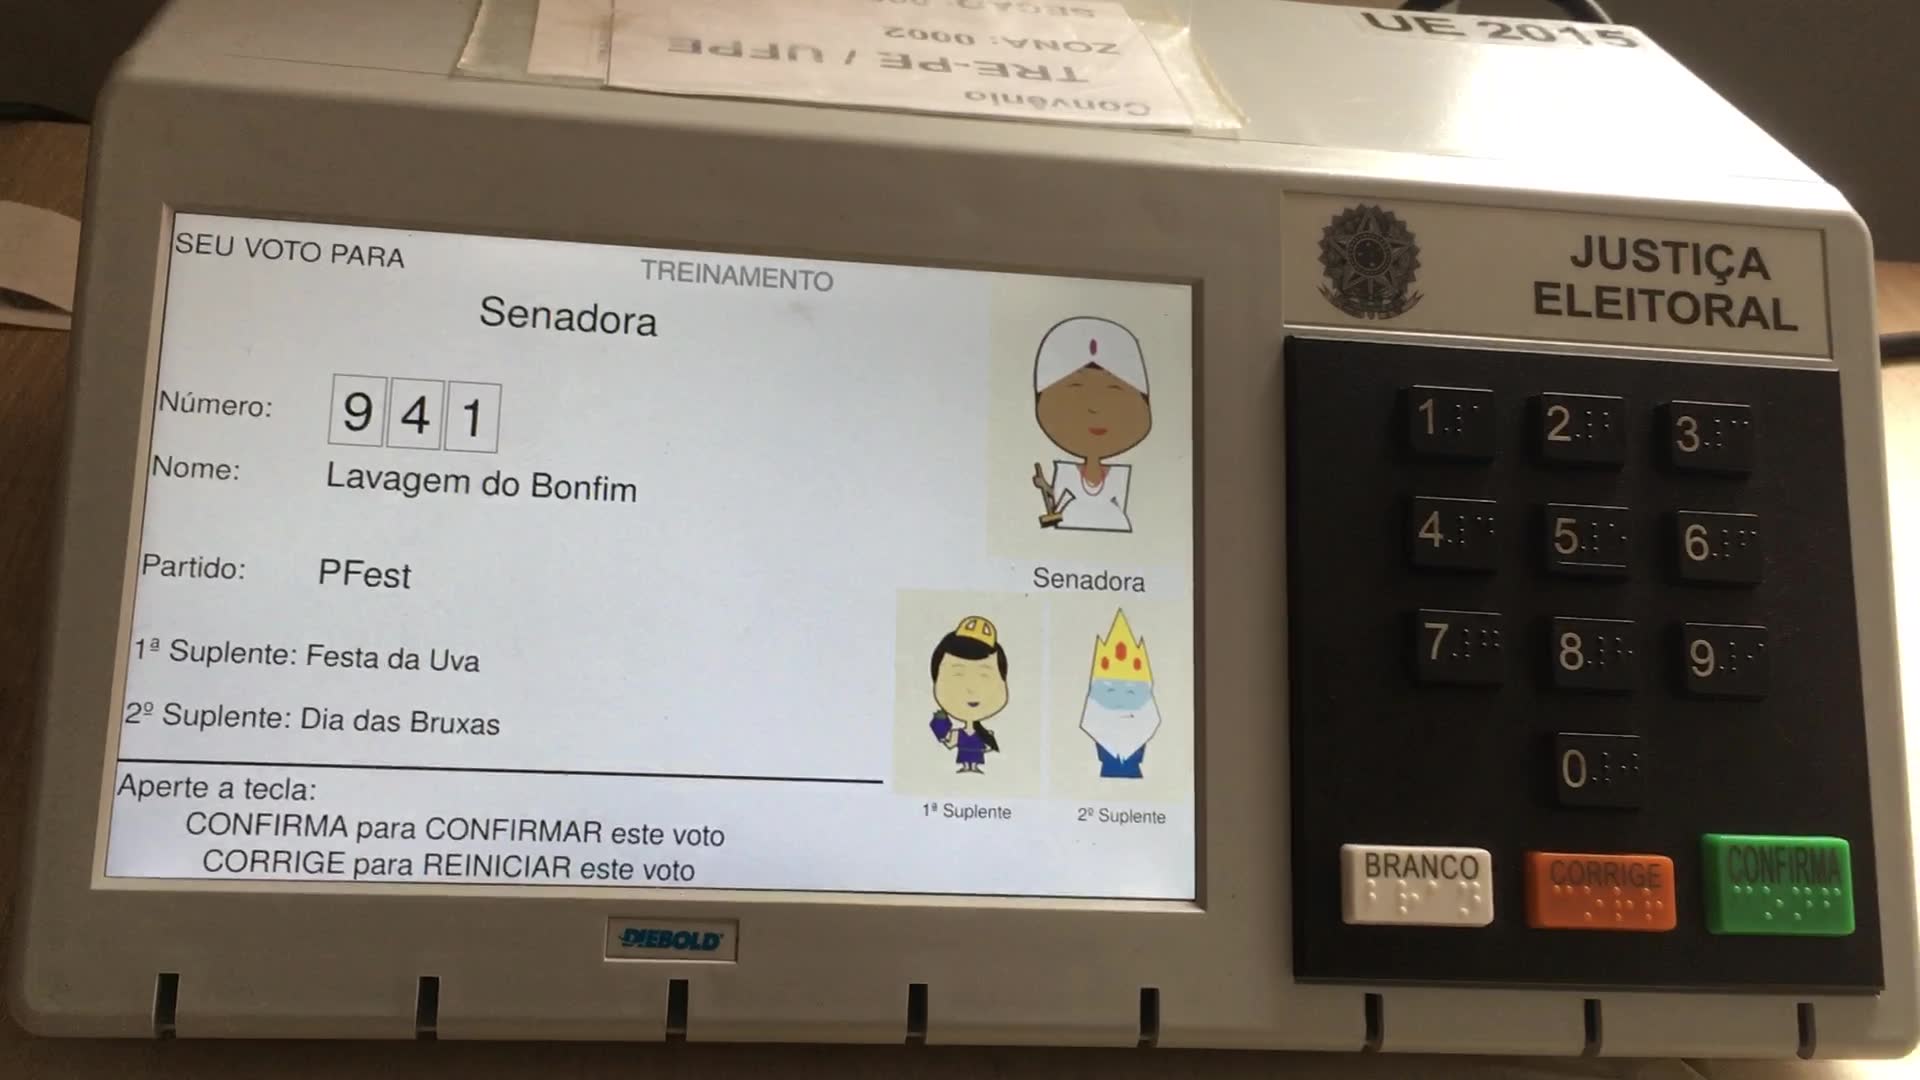 UE 2015
SEÇÃO:
ZONA: 0002
TRE-PE / UFPE
Convênio
JUSTIÇA
ELEITORAL
SEU VOTO PARA
TREINAMENTO
Senadora
Número: 9 4 1
Nome: Lavagem do Bonfim
Partido: PFest
Senadora
1ª Suplente: Festa da Uva
2º Suplente: Dia das Bruxas
1ª Suplente
2º Suplente
Aperte a tecla:
CONFIRMA para CONFIRMAR este voto
CORRIGE para REINICIAR este voto
DIEBOLD
1 2 3
4 5 6
7 8 9
0
BRANCO CORRIGE CONFIRMA